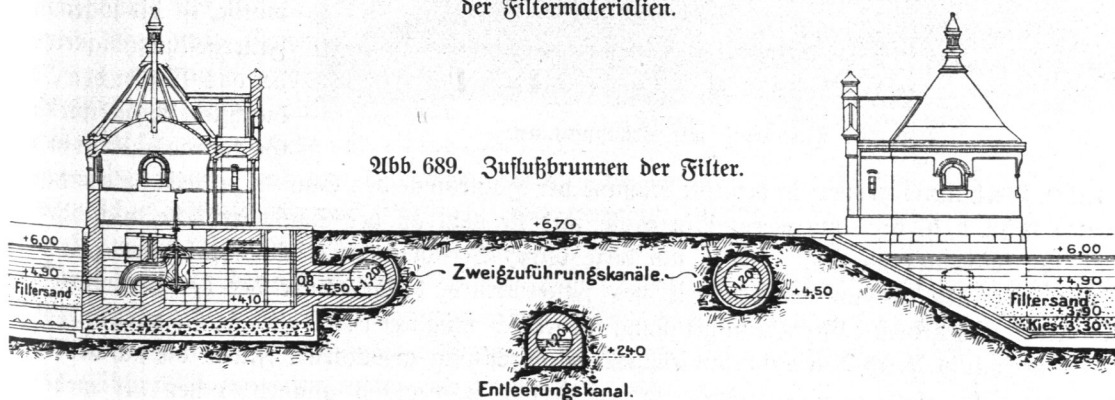 der Filtermaterialien.
Abb. 689. Zuflußbrunnen der Filter.
+6,70
+6,00
+4,90
Filtersand
+4,10
0,8
+4,50
1,20
Zweigzuführungskanäle.
1,20
+4,50
+6,00
+4,90
Filtersand
+3,90
Kies+3,30
1,20
+2,40
Entleerungskanal.